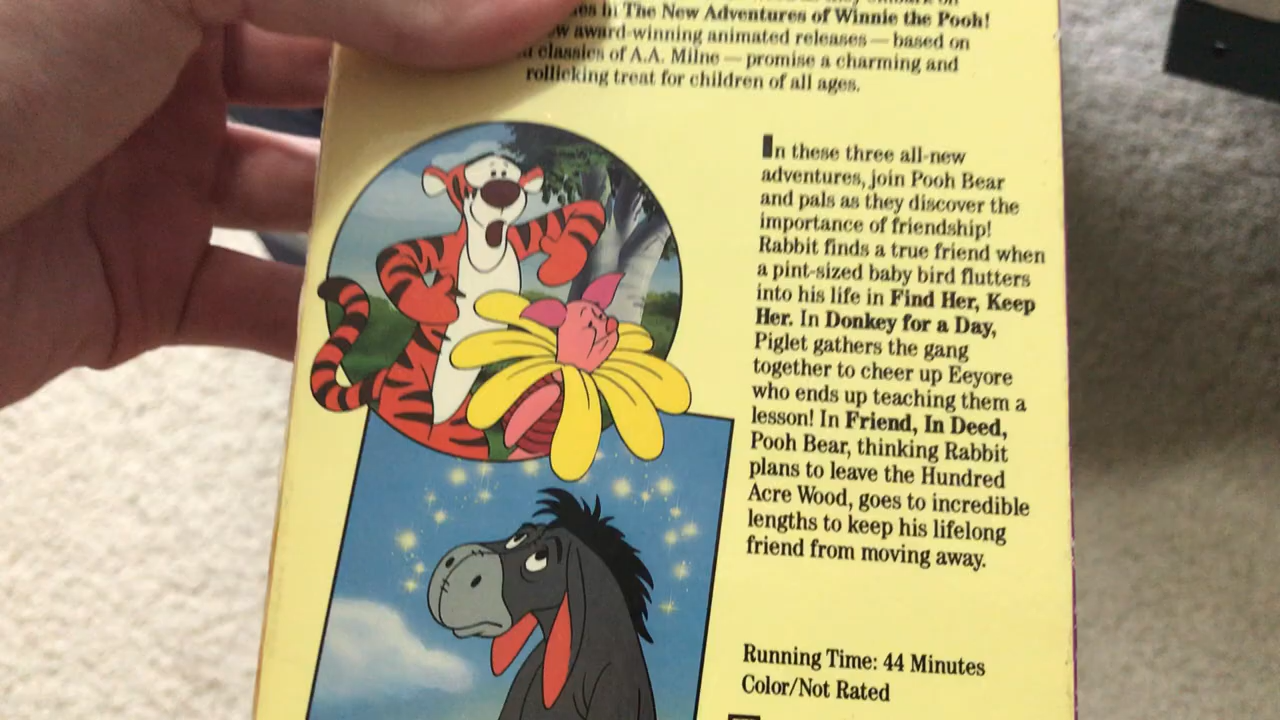 in The New Adventures of Winnie the Pooh!
award-winning animated releases — based on
classics of A.A. Milne — promise a charming and
rollicking treat for children of all ages.
In these three all-new
adventures, join Pooh Bear
and pals as they discover the
importance of friendship!
Rabbit finds a true friend when
a pint-sized baby bird flutters
into his life in Find Her, Keep
Her. In Donkey for a Day,
Piglet gathers the gang
together to cheer up Eeyore
who ends up teaching them a
lesson! In Friend, In Deed,
Pooh Bear, thinking Rabbit
plans to leave the Hundred
Acre Wood, goes to incredible
lengths to keep his lifelong
friend from moving away.
Running Time: 44 Minutes
Color/Not Rated